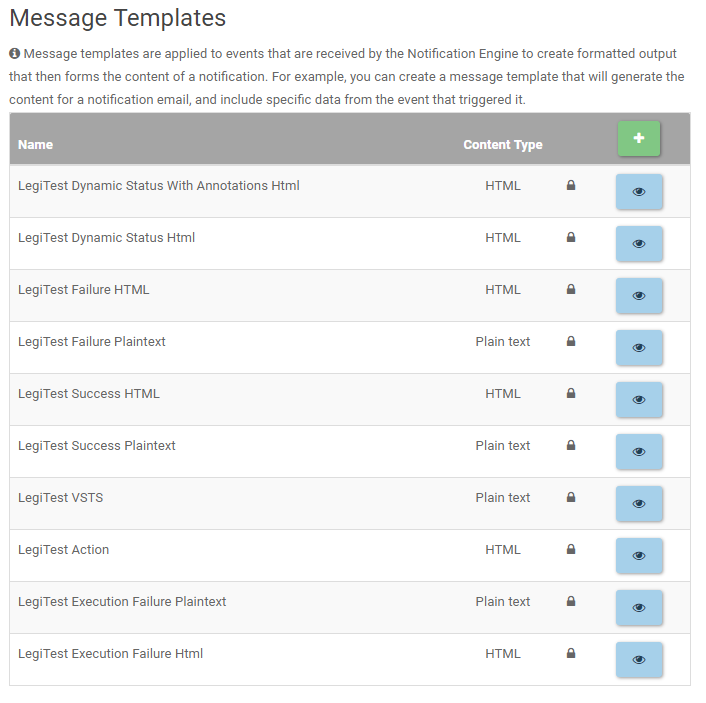 Message Templates
Message templates are applied to events that are received by the Notification Engine to create formatted output
that then forms the content of a notification. For example, you can create a message template that will generate the
content for a notification email, and include specific data from the event that triggered it.
Name Content Type
LegiTest Dynamic Status With Annotations Html HTML
LegiTest Dynamic Status Html HTML
LegiTest Failure HTML HTML
LegiTest Failure Plaintext Plain text
LegiTest Success HTML HTML
LegiTest Success Plaintext Plain text
LegiTest VSTS Plain text
LegiTest Action HTML
LegiTest Execution Failure Plaintext Plain text
LegiTest Execution Failure Html HTML